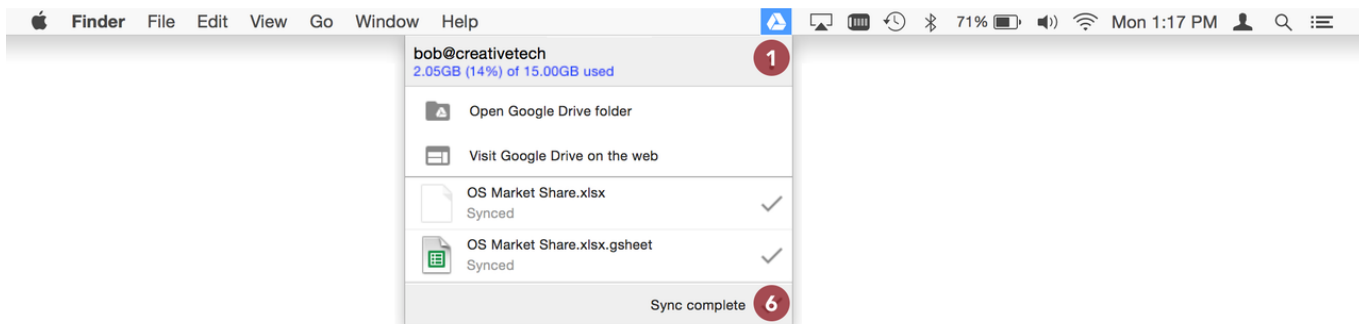 Finder File Edit View Go Window Help 71% Mon 1:17 PM
bob@creativetech
2.05GB (14%) of 15.00GB used
1
Open Google Drive folder
Visit Google Drive on the web
OS Market Share.xlsx
Synced
OS Market Share.xlsx.gsheet
Synced
Sync complete 6